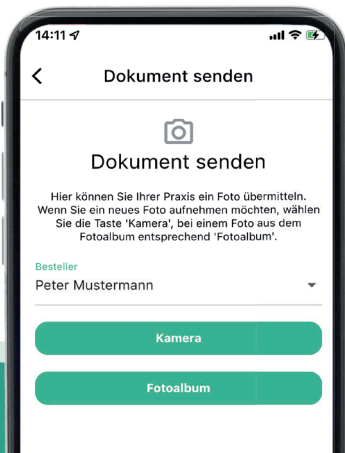 14:11
Dokument senden
Dokument senden
Hier können Sie Ihrer Praxis ein Foto übermitteln.
Wenn Sie ein neues Foto aufnehmen möchten, wählen
Sie die Taste 'Kamera', bei einem Foto aus dem
Fotoalbum entsprechend 'Fotoalbum'.
Besteller
Peter Mustermann
Kamera
Fotoalbum